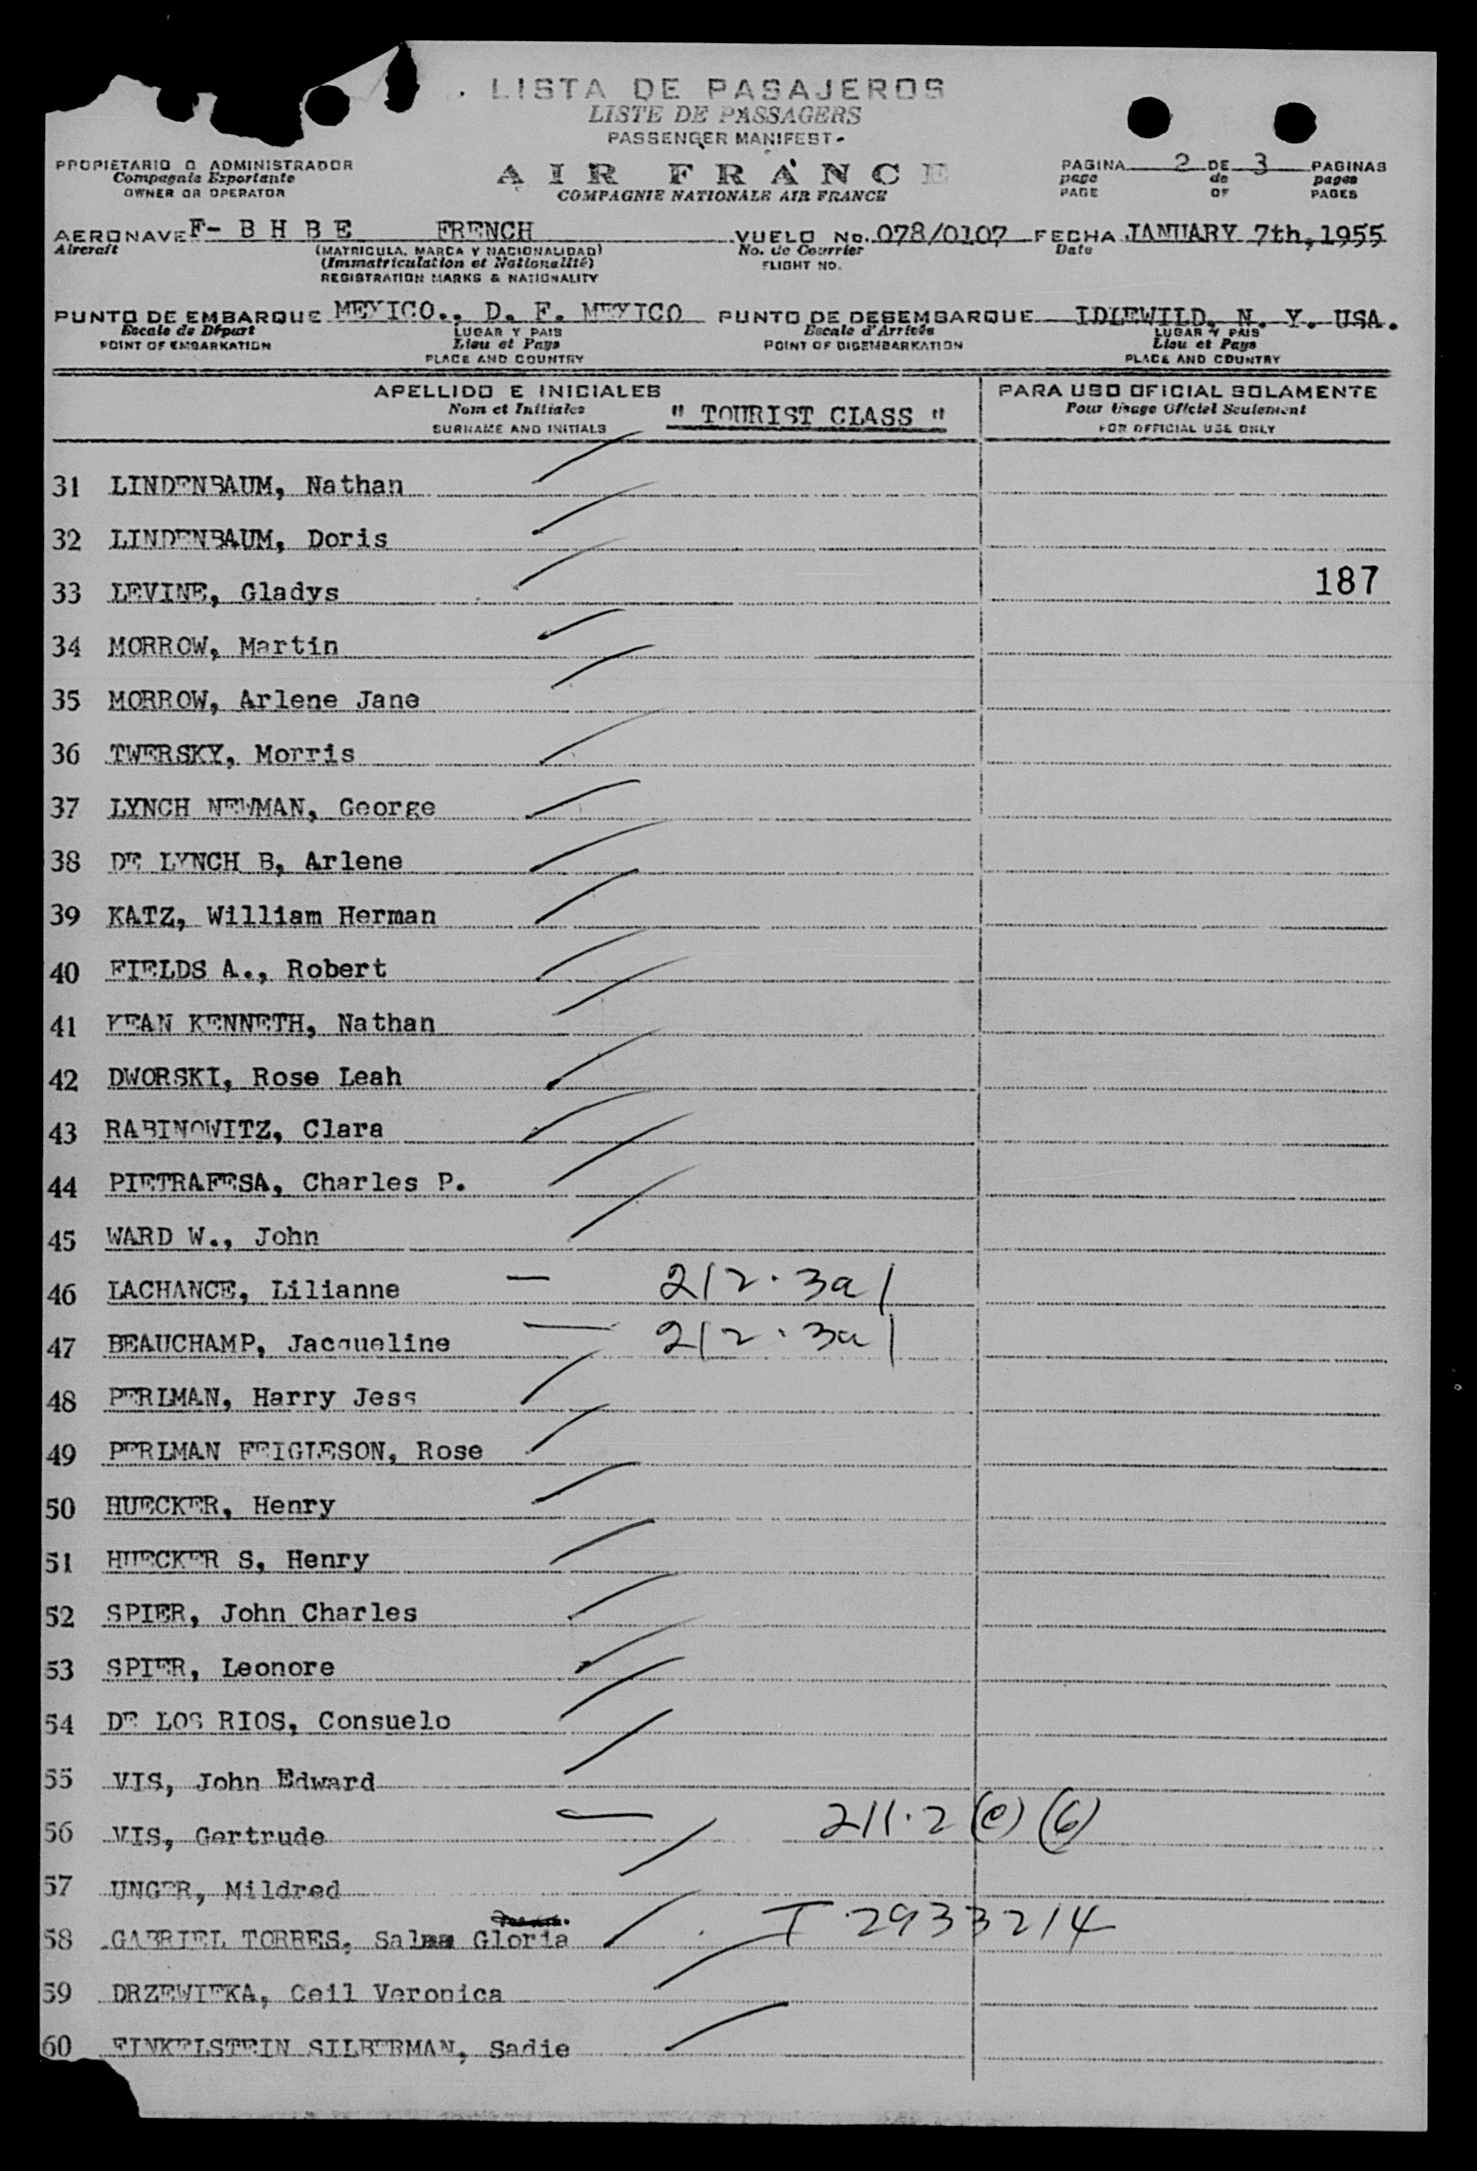 LISTA DE PASAJEROS
LISTE DE PASSAGERS
PASSENGER MANIFEST
PROPIETARIO O ADMINISTRADOR
Compagnie Exportante
OWNER OR OPERATOR
AIR FRANCE
COMPAGNIE NATIONALE AIR FRANCE
PAGINA 2 DE 3 PAGINAS
page de pages
PAGE OF PAGES
AERONAVE F- B H B E FRENCH VUELO No. 078/0107 FECHA JANUARY 7th, 1955
Aircraft (MATRICULA, MARCA Y NACIONALIDAD) No. de Courrier Date
(Immatriculation et Nationalité) FLIGHT NO.
REGISTRATION MARKS & NATIONALITY
PUNTO DE EMBARQUE MEXICO., D. F. MEXICO PUNTO DE DESEMBARQUE IDLEWILD, N. Y. USA.
Escale de Départ LUGAR Y PAIS Escale d'Arrivée LUGAR Y PAIS
POINT OF EMBARKATION Lieu et Pays POINT OF DISEMBARKATION Lieu et Pays
PLACE AND COUNTRY PLACE AND COUNTRY
APELLIDO E INICIALES PARA USO OFICIAL SOLAMENTE
Nom et Initiales " TOURIST CLASS " Pour Usage Officiel Seulement
SURNAME AND INITIALS FOR OFFICIAL USE ONLY
31 LINDENBAUM, Nathan
32 LINDENBAUM, Doris
33 LEVINE, Gladys 187
34 MORROW, Martin
35 MORROW, Arlene Jane
36 TWERSKY, Morris
37 LYNCH NEWMAN, George
38 DE LYNCH B, Arlene
39 KATZ, William Herman
40 FIELDS A., Robert
41 KEAN KENNETH, Nathan
42 DWORSKI, Rose Leah
43 RABINOWITZ, Clara
44 PIETRAFESA, Charles P.
45 WARD W., John
46 LACHANCE, Lilianne — 212.3a1
47 BEAUCHAMP, Jacqueline — 212.3a1
48 PERLMAN, Harry Jess
49 PERLMAN FEIGLESON, Rose
50 HUECKER, Henry
51 HUECKER S, Henry
52 SPIER, John Charles
53 SPIER, Leonore
54 DE LOS RIOS, Consuelo
55 VIS, John Edward
56 VIS, Gertrude — 211.2(e)(6)
57 UNGER, Mildred
58 GABRIEL TORRES, Salma Gloria I 2933214
59 DRZEWIEKA, Ceil Veronica
60 FINKELSTEIN SILBERMAN, Sadie